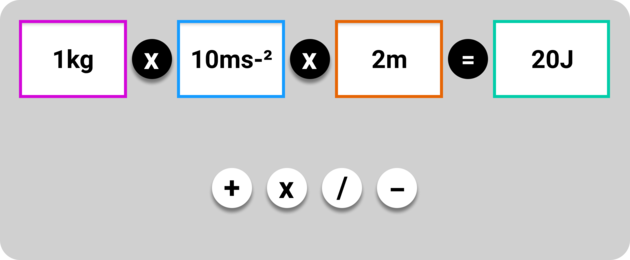 1kg x 10ms-² x 2m = 20J
+ x / −